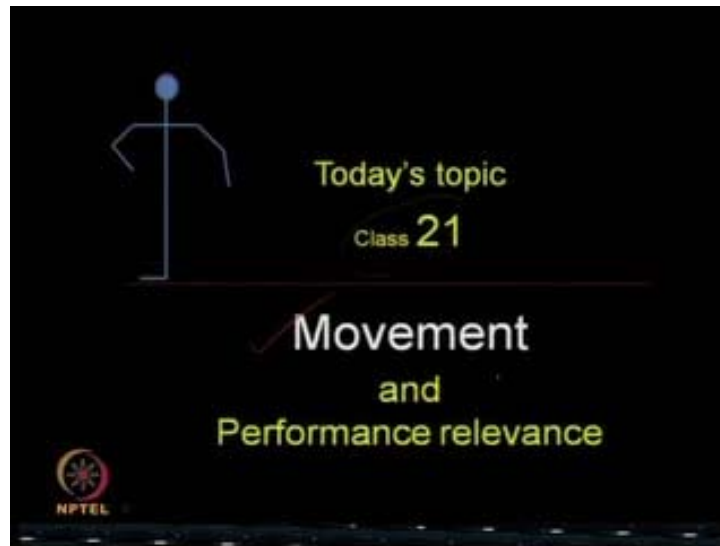 Today's topic
Class 21
Movement
and
Performance relevance
NPTEL